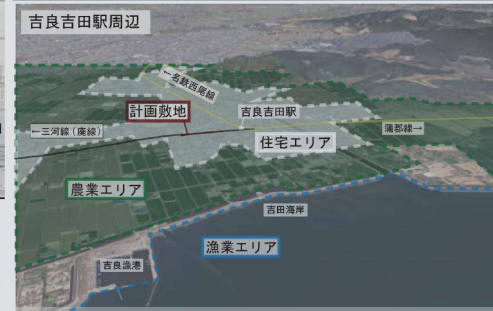 吉良吉田駅周辺
←名鉄西尾線
計画敷地
吉良吉田駅
←三河線(廃線)
蒲郡線→
住宅エリア
農業エリア
吉田海岸
漁業エリア
吉良漁港